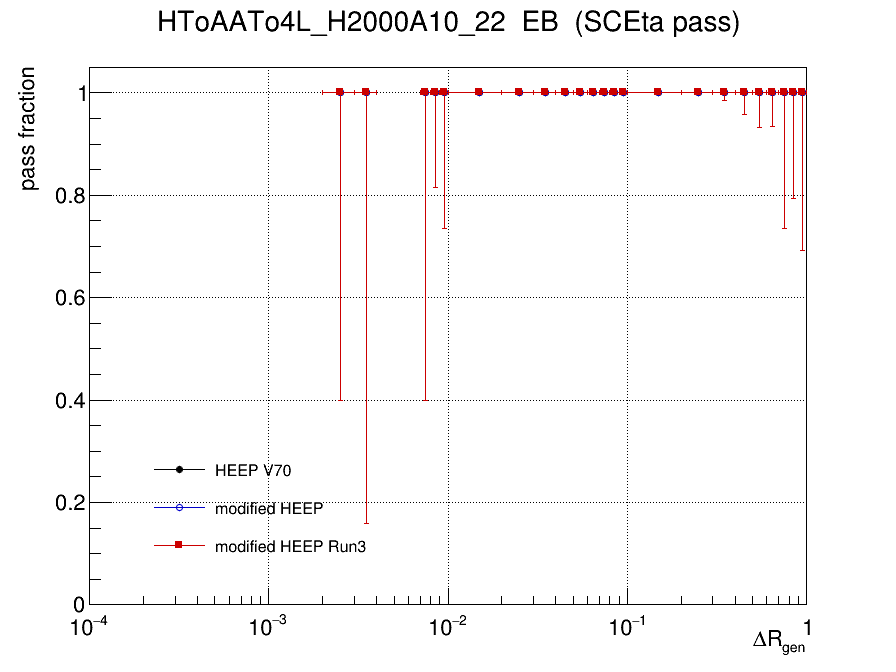 HToAATo4L_H2000A10_22 EB (SCEta pass)
pass fraction
1
0.8
0.6
0.4
0.2
0
HEEP V70
modified HEEP
modified HEEP Run3
10⁻⁴ 10⁻³ 10⁻² 10⁻¹ 1
ΔR_gen